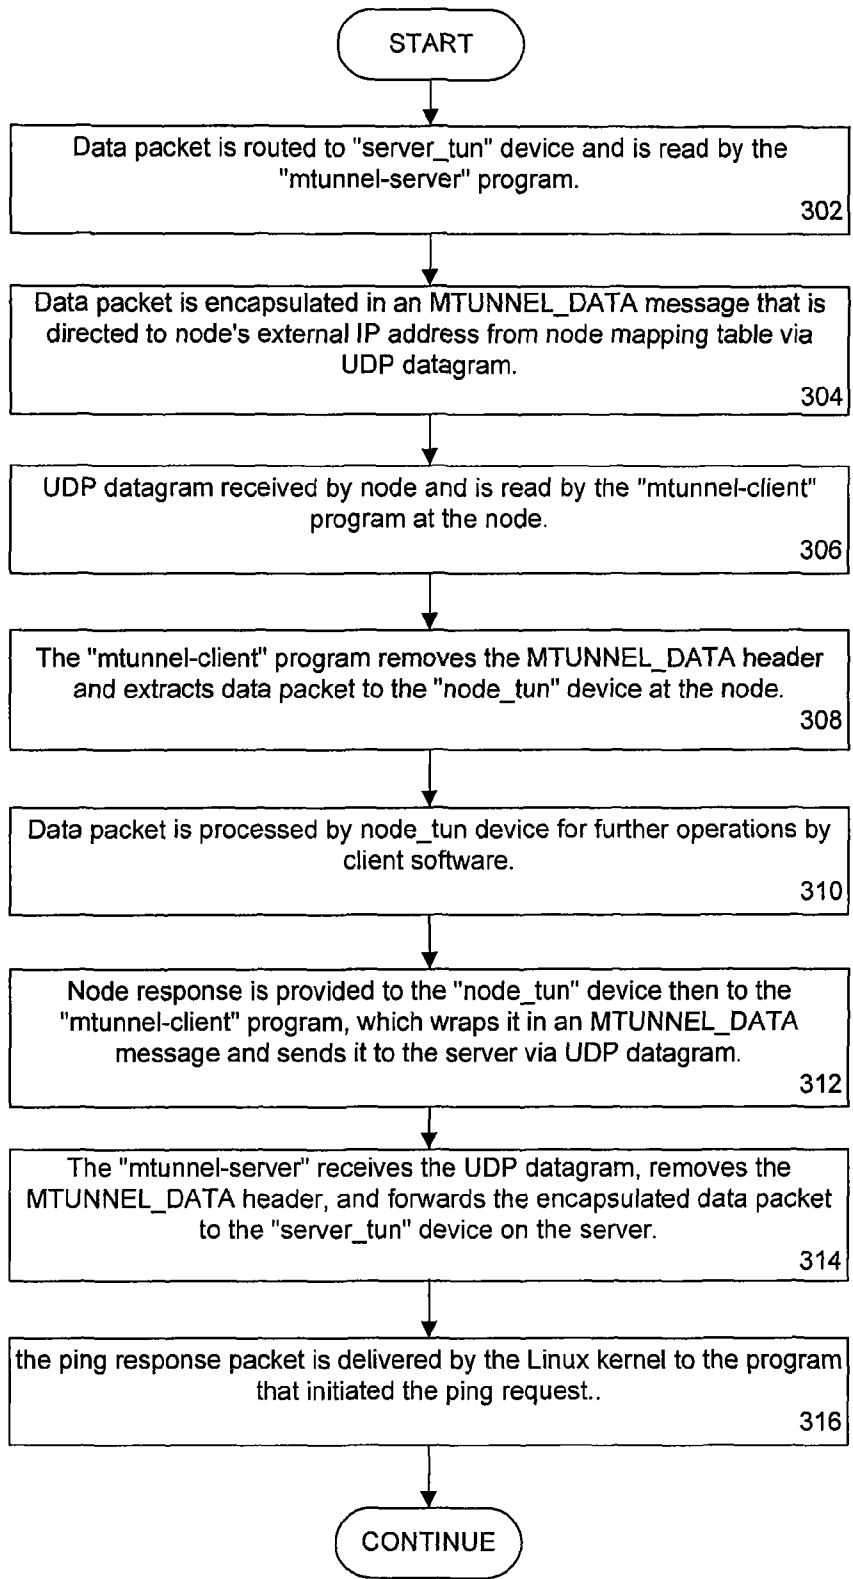 START
Data packet is routed to "server_tun" device and is read by the
"mtunnel-server" program.
302
Data packet is encapsulated in an MTUNNEL_DATA message that is
directed to node's external IP address from node mapping table via
UDP datagram.
304
UDP datagram received by node and is read by the "mtunnel-client"
program at the node.
306
The "mtunnel-client" program removes the MTUNNEL_DATA header
and extracts data packet to the "node_tun" device at the node.
308
Data packet is processed by node_tun device for further operations by
client software.
310
Node response is provided to the "node_tun" device then to the
"mtunnel-client" program, which wraps it in an MTUNNEL_DATA
message and sends it to the server via UDP datagram.
312
The "mtunnel-server" receives the UDP datagram, removes the
MTUNNEL_DATA header, and forwards the encapsulated data packet
to the "server_tun" device on the server.
314
the ping response packet is delivered by the Linux kernel to the program
that initiated the ping request..
316
CONTINUE